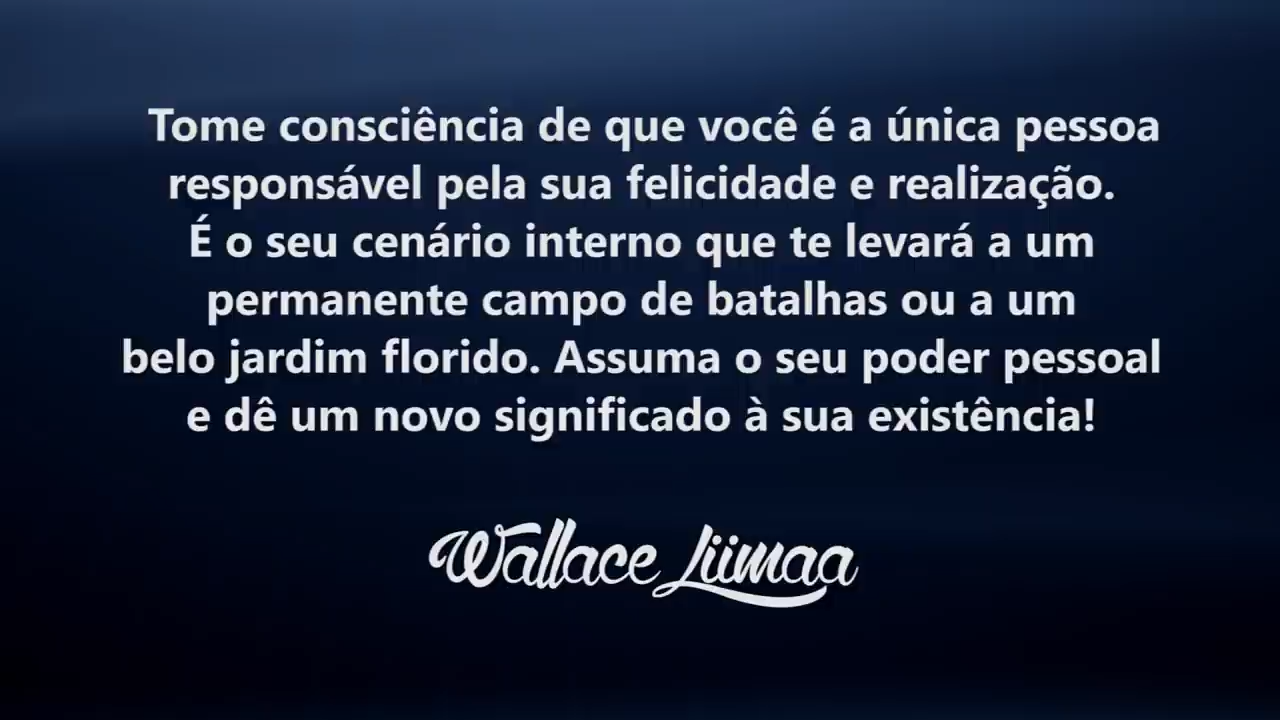 Tome consciência de que você é a única pessoa
responsável pela sua felicidade e realização.
É o seu cenário interno que te levará a um
permanente campo de batalhas ou a um
belo jardim florido. Assuma o seu poder pessoal
e dê um novo significado à sua existência!
Wallace Liimaa